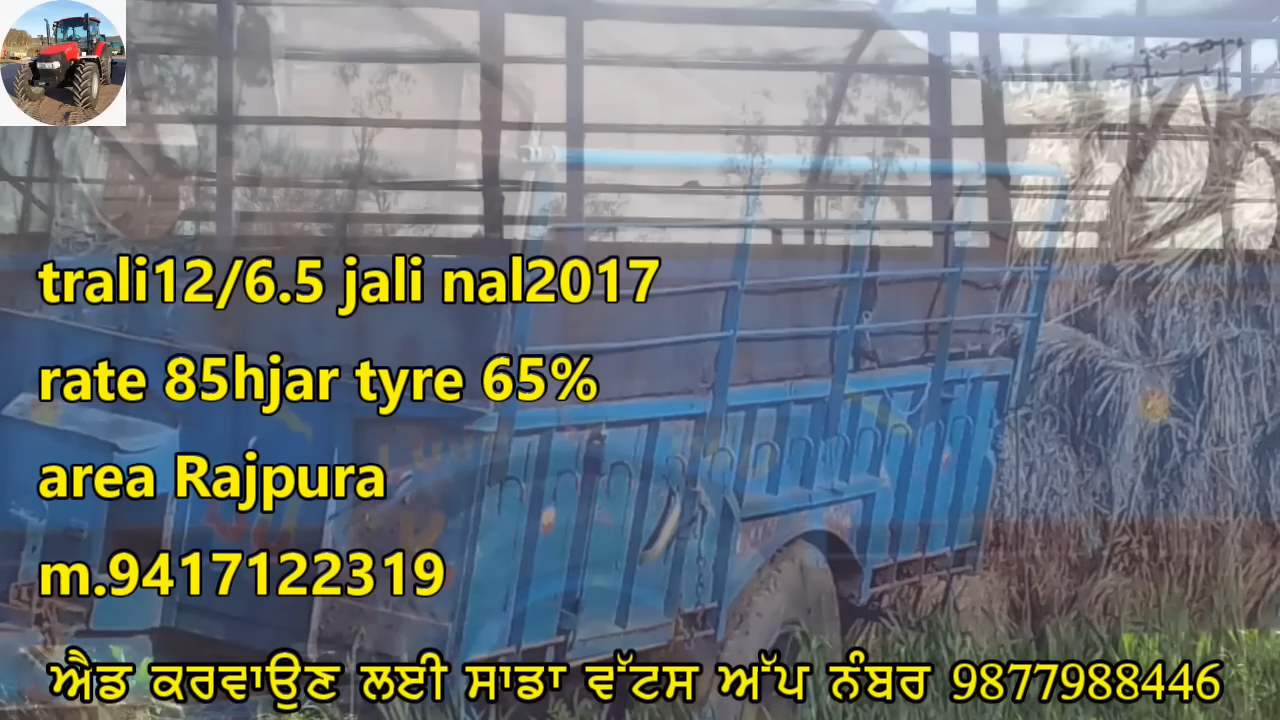 trali12/6.5 jali nal2017
rate 85hjar tyre 65%
area Rajpura
m.9417122319
ਐਡ ਕਰਵਾਉਣ ਲਈ ਸਾਡਾ ਵੱਟਸ ਅੱਪ ਨੰਬਰ 9877988446